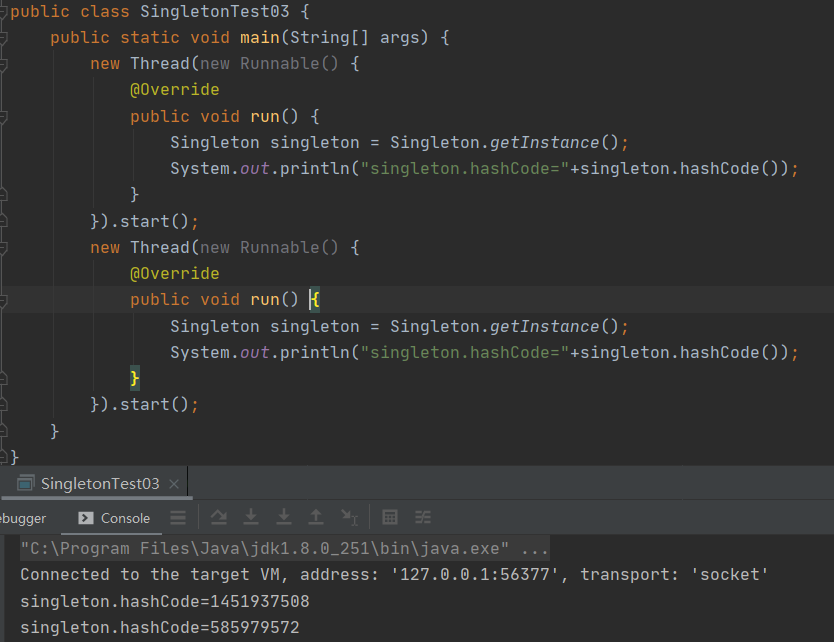 public class SingletonTest03 {
    public static void main(String[] args) {
        new Thread(new Runnable() {
            @Override
            public void run() {
                Singleton singleton = Singleton.getInstance();
                System.out.println("singleton.hashCode="+singleton.hashCode());
            }
        }).start();
        new Thread(new Runnable() {
            @Override
            public void run() {
                Singleton singleton = Singleton.getInstance();
                System.out.println("singleton.hashCode="+singleton.hashCode());
            }
        }).start();
    }
}
SingletonTest03 ×
ebugger Console
"C:\Program Files\Java\jdk1.8.0_251\bin\java.exe" ...
Connected to the target VM, address: '127.0.0.1:56377', transport: 'socket'
singleton.hashCode=1451937508
singleton.hashCode=585979572